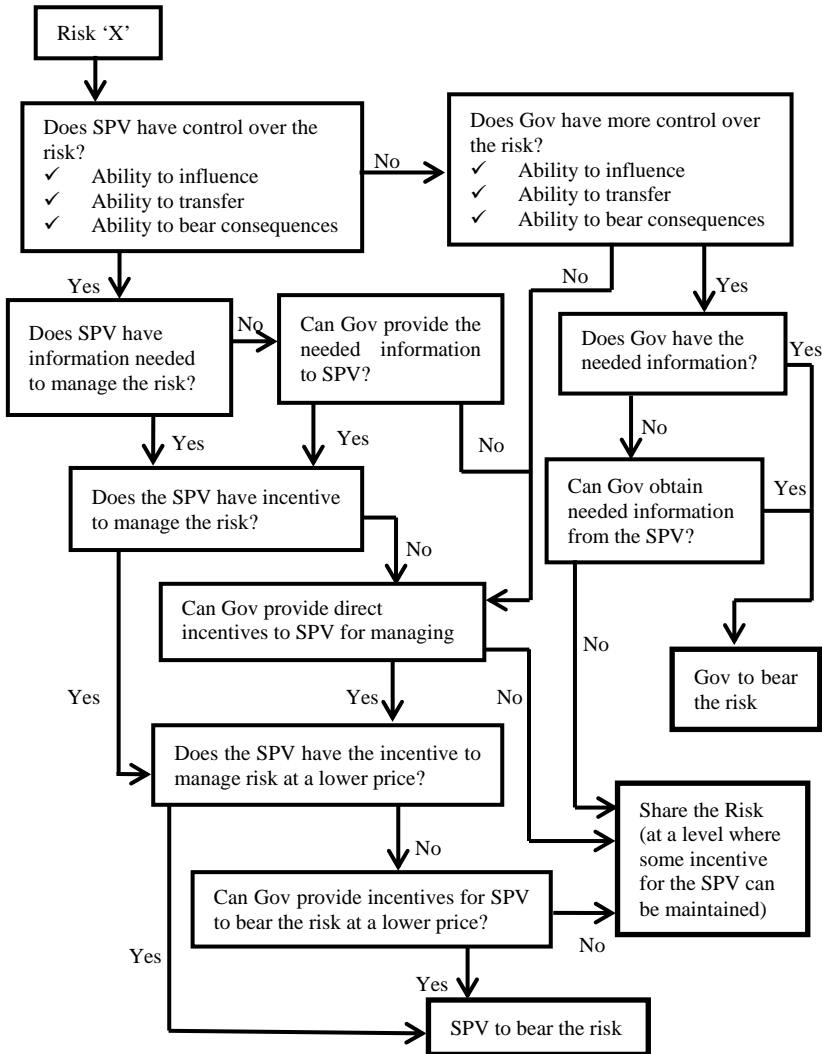 Risk ‘X’
Does SPV have control over the
risk?
✓ Ability to influence
✓ Ability to transfer
✓ Ability to bear consequences
No
Does Gov have more control over
the risk?
✓ Ability to influence
✓ Ability to transfer
✓ Ability to bear consequences
Yes
No
Yes
Does SPV have
information needed
to manage the risk?
No
Can Gov provide the
needed information
to SPV?
Does Gov have the
needed information?
Yes
Yes
Yes
No
No
Does the SPV have incentive
to manage the risk?
Can Gov obtain
needed information
from the SPV?
Yes
No
Can Gov provide direct
incentives to SPV for managing
No
Gov to bear
the risk
Yes
Yes
No
Does the SPV have the incentive to
manage risk at a lower price?
Share the Risk
(at a level where
some incentive
for the SPV can
be maintained)
No
Can Gov provide incentives for SPV
to bear the risk at a lower price?
No
Yes
Yes
SPV to bear the risk